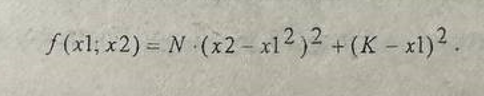 f(x1; x2) = N · (x2 – x1²)² + (K – x1)².